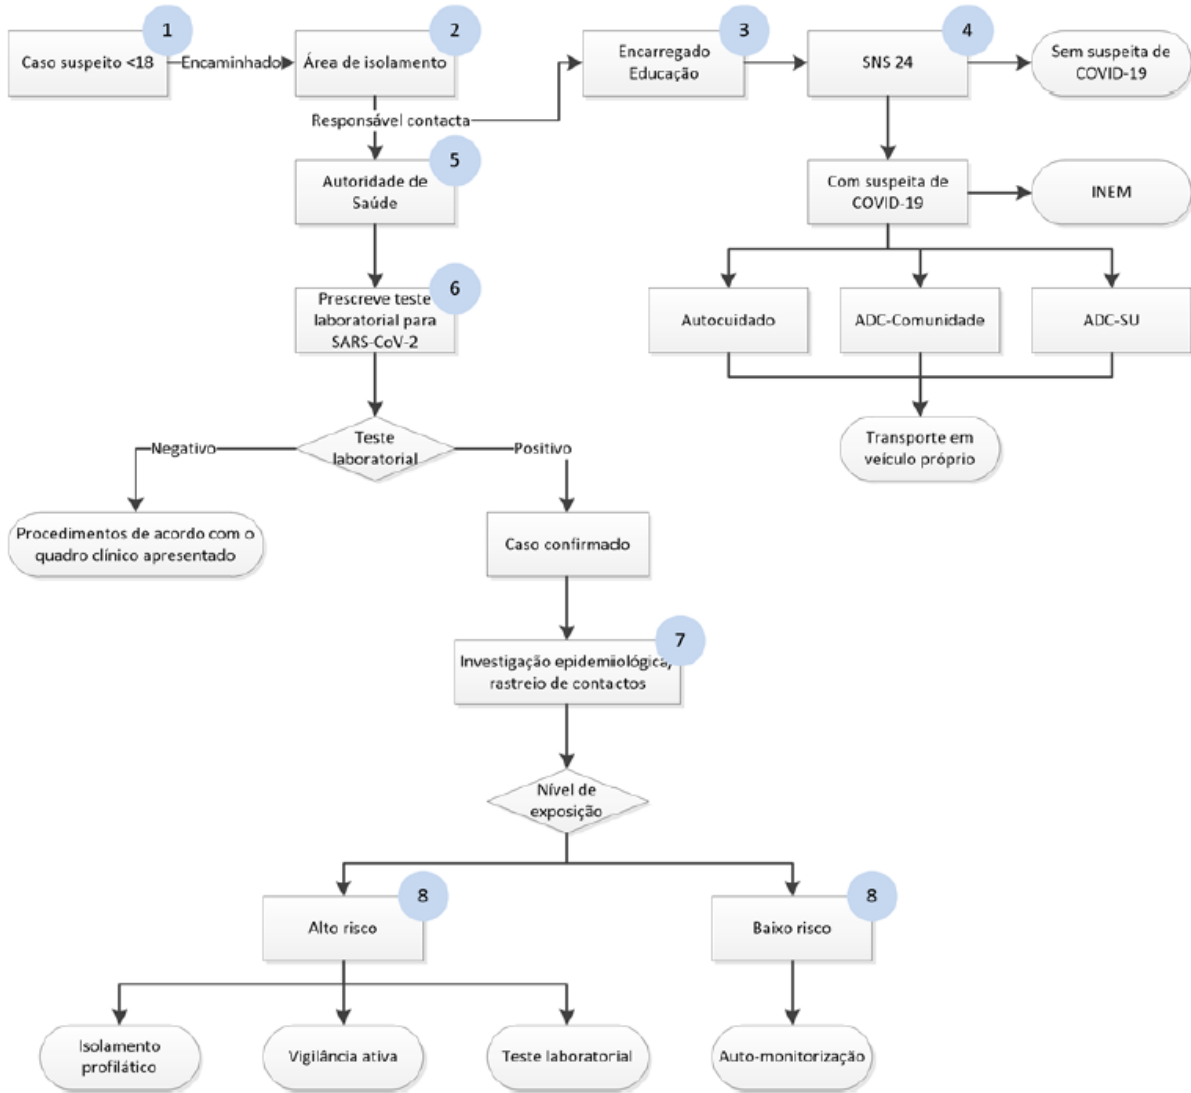 1
Caso suspeito <18
Encaminhado
2
Área de isolamento
3
Encarregado
Educação
4
SNS 24
Sem suspeita de
COVID-19
Responsável contacta
5
Autoridade de
Saúde
Com suspeita de
COVID-19
INEM
6
Prescreve teste
laboratorial para
SARS-CoV-2
Autocuidado
ADC-Comunidade
ADC-SU
Teste
laboratorial
Negativo
Positivo
Transporte em
veículo próprio
Procedimentos de acordo com o
quadro clínico apresentado
Caso confirmado
7
Investigação epidemiológica/
rastreio de contactos
Nível de
exposição
8
Alto risco
8
Baixo risco
Isolamento
profilático
Vigilância ativa
Teste laboratorial
Auto-monitorização